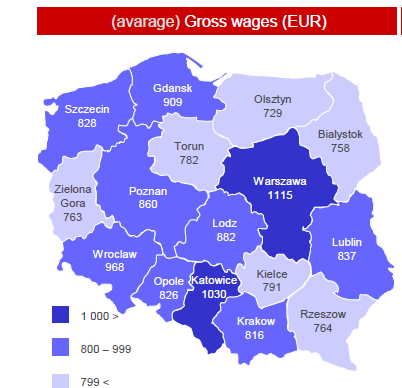 (avarage) Gross wages (EUR)
Gdansk
909
Szczecin
828
Olsztyn
729
Bialystok
758
Torun
782
Zielona
Gora
763
Poznan
860
Warszawa
1115
Lodz
882
Lublin
837
Wroclaw
968
Opole
826
Katowice
1030
Kielce
791
Krakow
816
Rzeszow
764
1 000 >
800 – 999
799 <